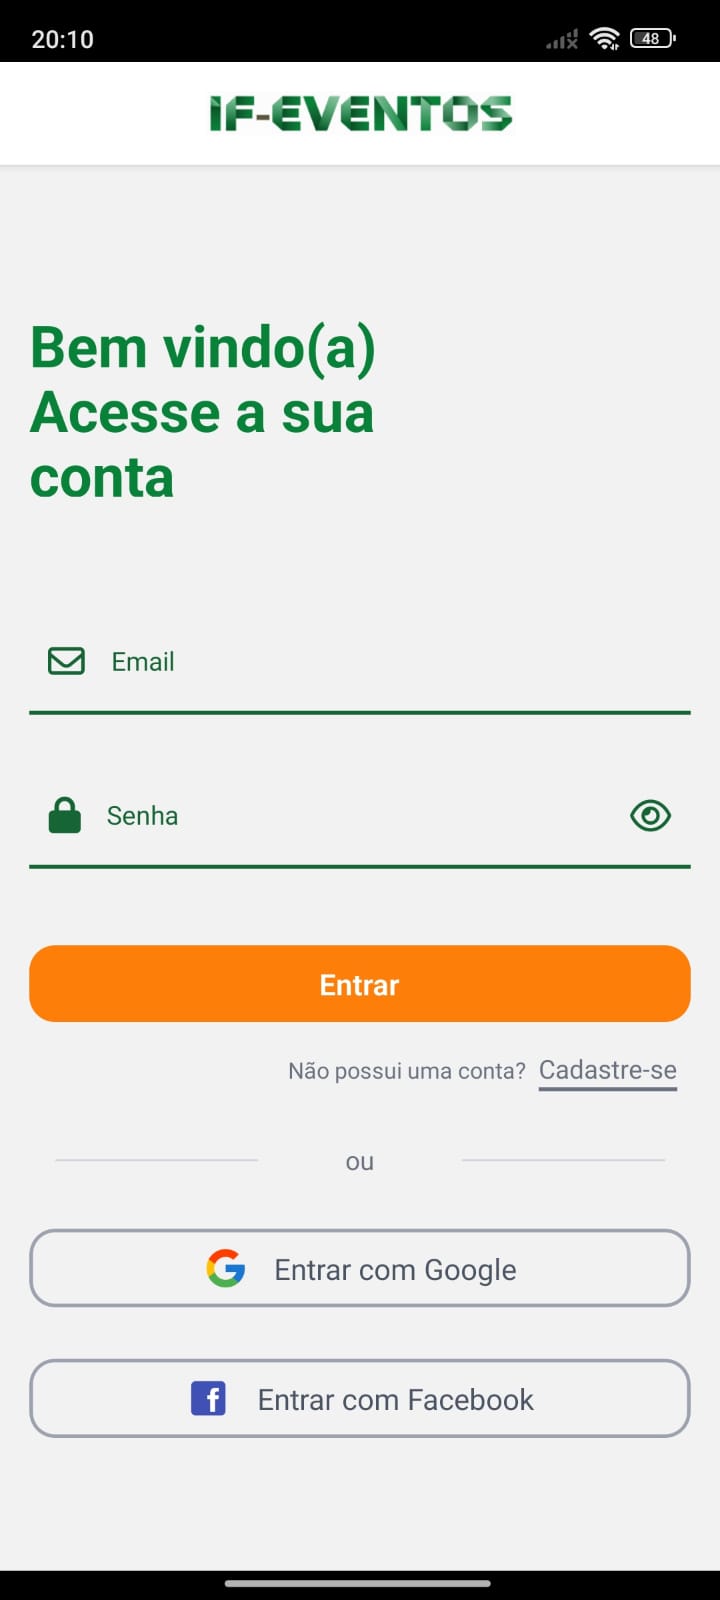 20:10
48
IF-EVENTOS
Bem vindo(a)
Acesse a sua
conta
Email
Senha
Entrar
Não possui uma conta? Cadastre-se
ou
Entrar com Google
Entrar com Facebook